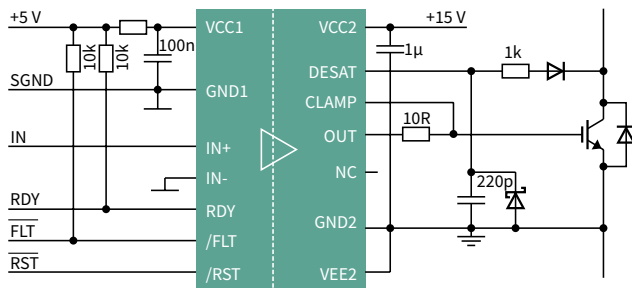 +5 V
VCC1
VCC2
+15 V
10k
10k
100n
1µ
1k
SGND
GND1
DESAT
CLAMP
10R
IN
IN+
OUT
IN-
NC
220p
RDY
RDY
GND2
FLT
/FLT
RST
/RST
VEE2